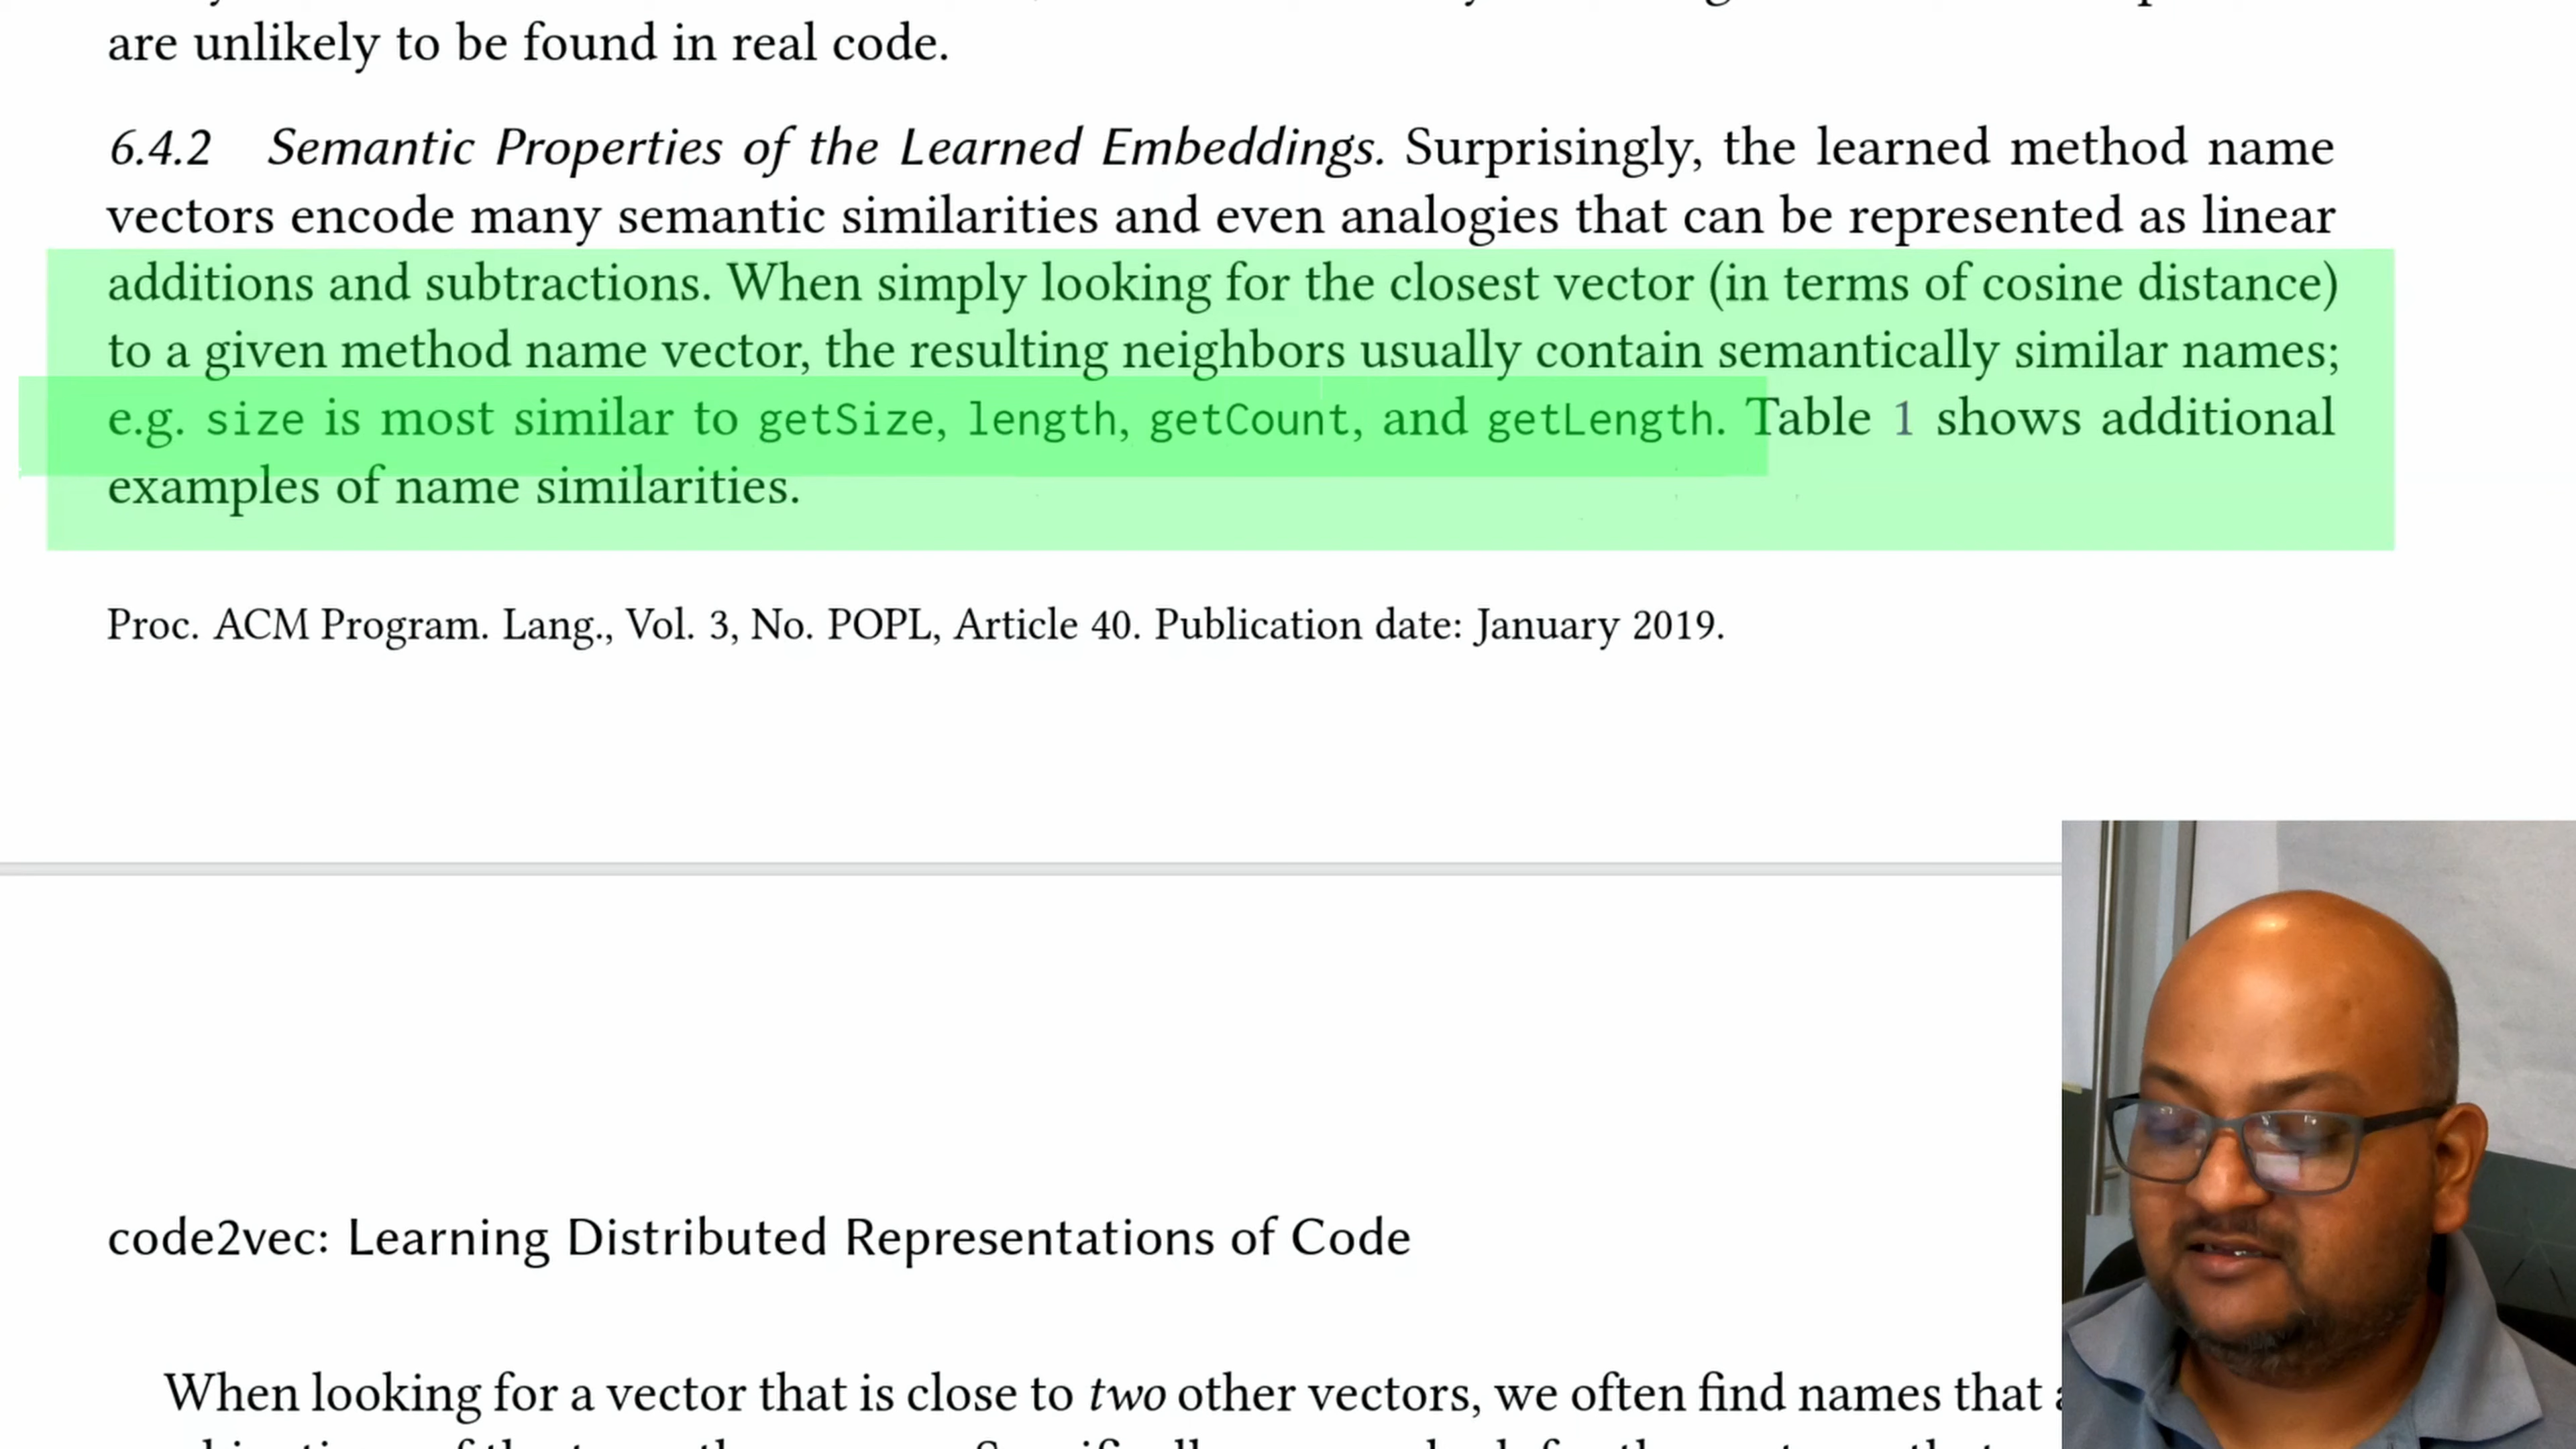 are unlikely to be found in real code.
6.4.2 Semantic Properties of the Learned Embeddings. Surprisingly, the learned method name
vectors encode many semantic similarities and even analogies that can be represented as linear
additions and subtractions. When simply looking for the closest vector (in terms of cosine distance)
to a given method name vector, the resulting neighbors usually contain semantically similar names;
e.g. size is most similar to getSize, length, getCount, and getLength. Table 1 shows additional
examples of name similarities.
Proc. ACM Program. Lang., Vol. 3, No. POPL, Article 40. Publication date: January 2019.
code2vec: Learning Distributed Representations of Code
When looking for a vector that is close to two other vectors, we often find names that